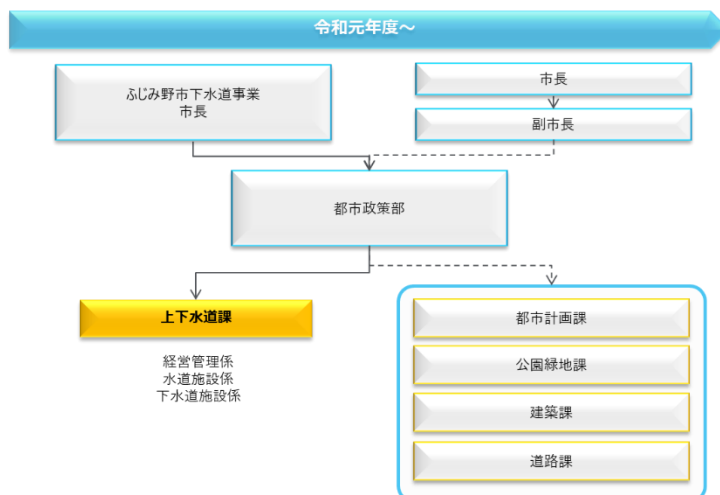 令和元年度～
ふじみ野市下水道事業
市長
市長
副市長
都市政策部
上下水道課
経営管理係
水道施設係
下水道施設係
都市計画課
公園緑地課
建築課
道路課